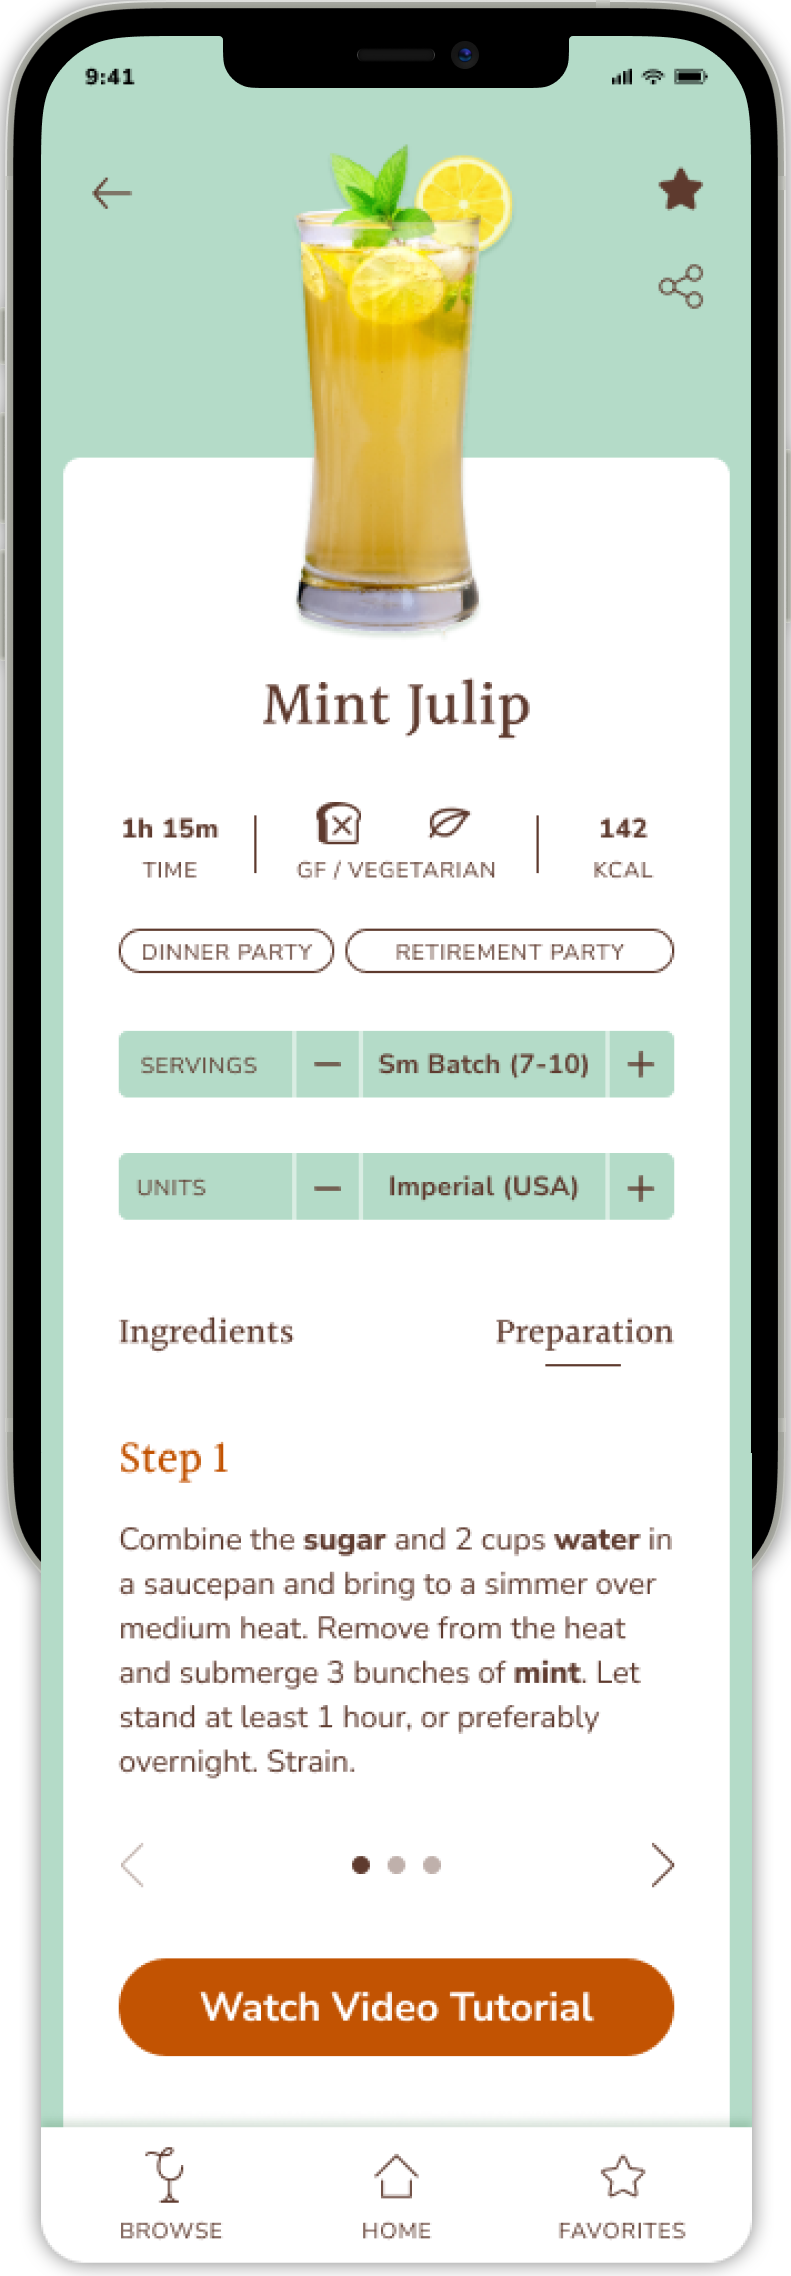 9:41
Mint Julip
1h 15m
TIME
GF / VEGETARIAN
142
KCAL
DINNER PARTY
RETIREMENT PARTY
SERVINGS
Sm Batch (7-10)
UNITS
Imperial (USA)
Ingredients
Preparation
Step 1
Combine the sugar and 2 cups water in
a saucepan and bring to a simmer over
medium heat. Remove from the heat
and submerge 3 bunches of mint. Let
stand at least 1 hour, or preferably
overnight. Strain.
Watch Video Tutorial
BROWSE
HOME
FAVORITES